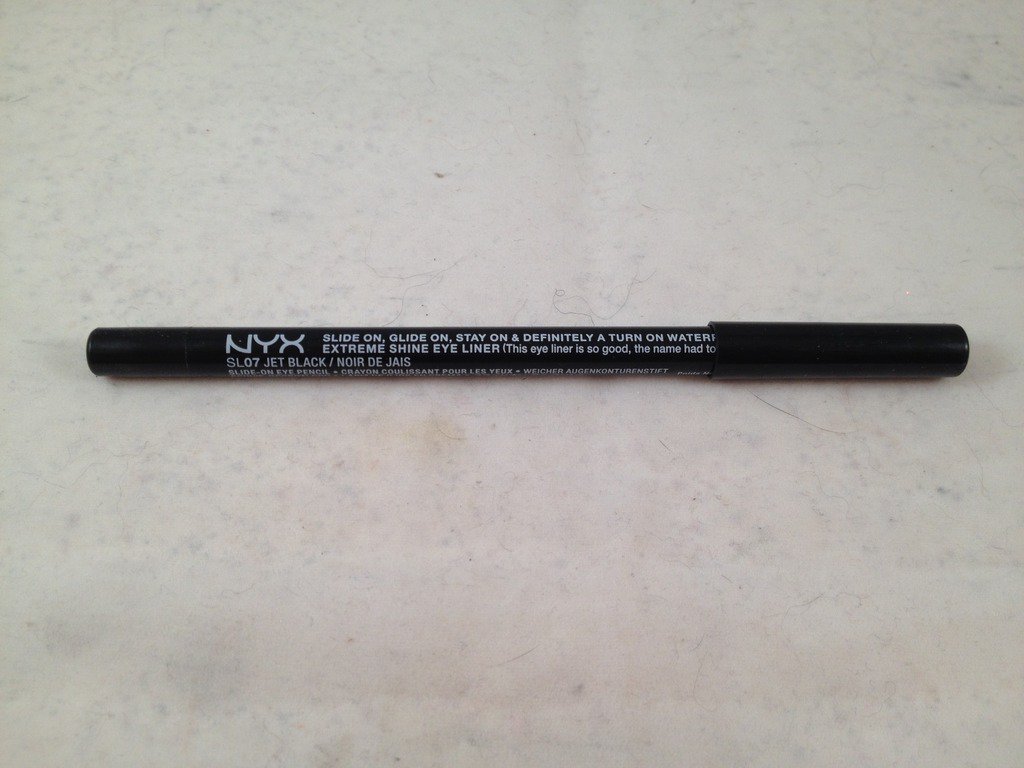 NYX
SLIDE ON, GLIDE ON, STAY ON & DEFINITELY A TURN ON WATERP
EXTREME SHINE EYE LINER (This eye liner is so good, the name had to
SL07 JET BLACK / NOIR DE JAIS
SLIDE-ON EYE PENCIL • CRAYON COULISSANT POUR LES YEUX • WEICHER AUGENKONTURENSTIFT